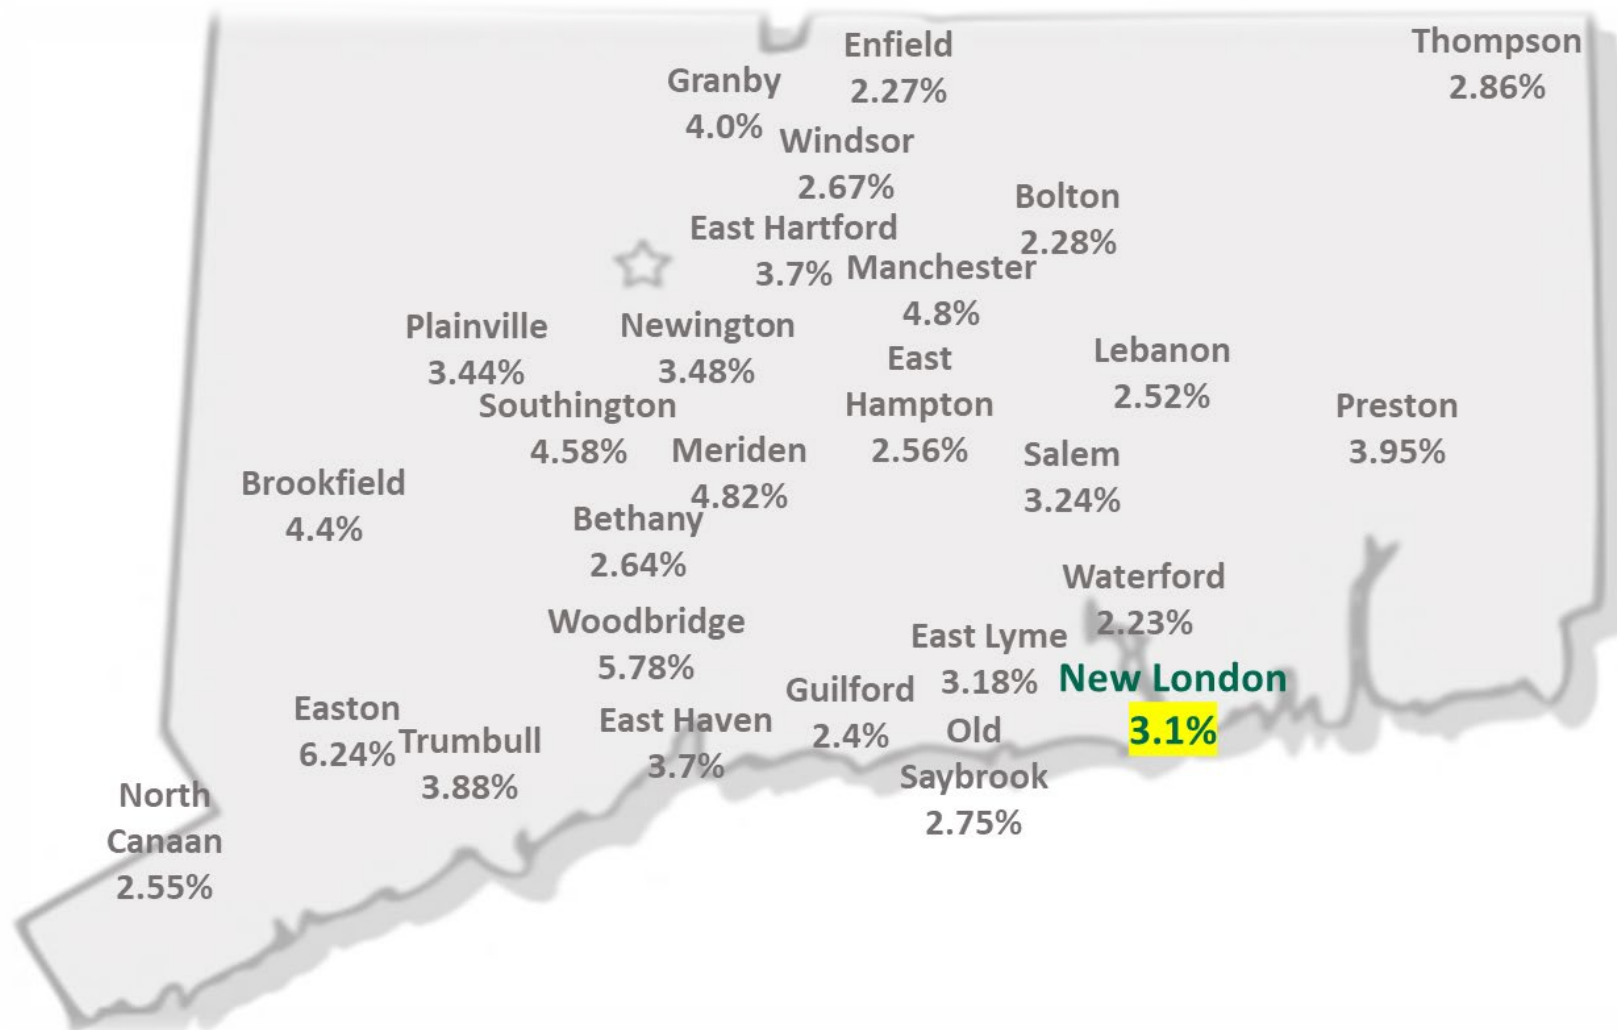 Enfield
2.27%
Thompson
2.86%
Granby
4.0%
Windsor
2.67%
Bolton
2.28%
East Hartford
3.7%
Manchester
4.8%
Plainville
3.44%
Newington
3.48%
East
Hampton
2.56%
Lebanon
2.52%
Southington
4.58%
Meriden
4.82%
Salem
3.24%
Preston
3.95%
Brookfield
4.4%
Bethany
2.64%
Waterford
2.23%
Woodbridge
5.78%
East Lyme
3.18%
New London
3.1%
Guilford
2.4%
Old
Saybrook
2.75%
Easton
6.24%
Trumbull
3.88%
East Haven
3.7%
North
Canaan
2.55%